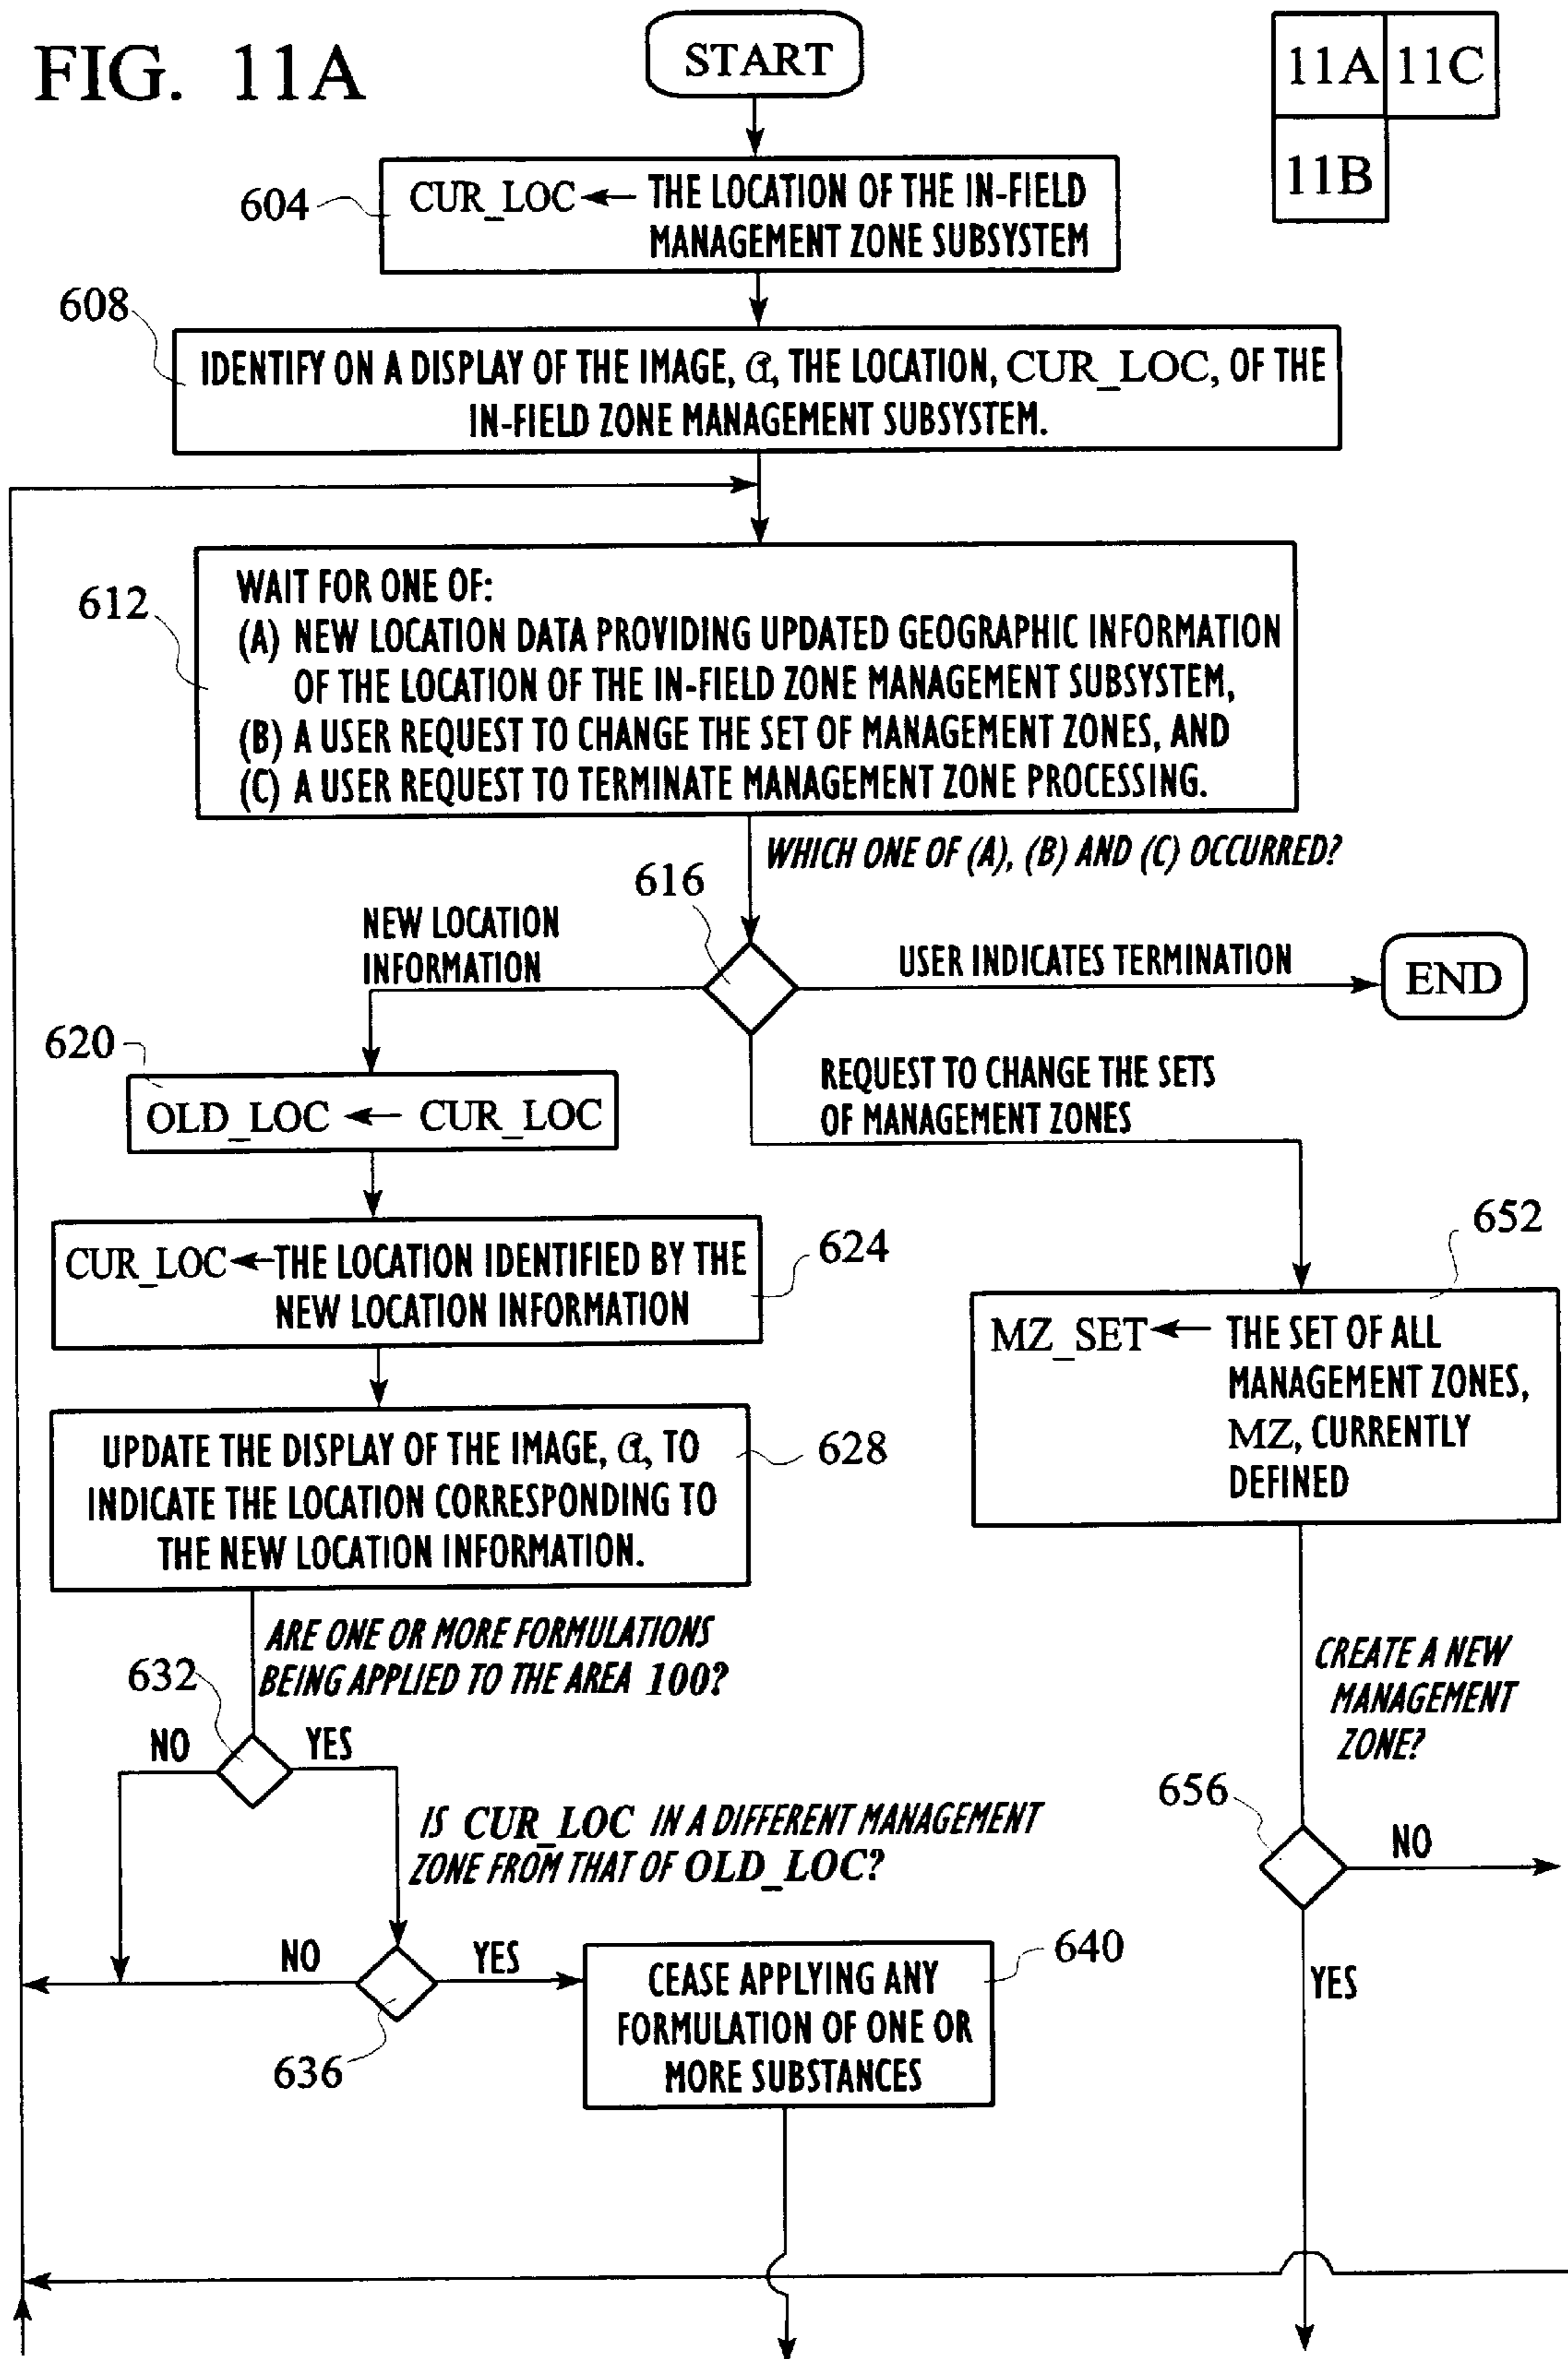 FIG. 11A
START
11A 11C
11B
604
CUR_LOC ← THE LOCATION OF THE IN-FIELD
MANAGEMENT ZONE SUBSYSTEM
608
IDENTIFY ON A DISPLAY OF THE IMAGE, a, THE LOCATION, CUR_LOC, OF THE
IN-FIELD ZONE MANAGEMENT SUBSYSTEM.
612
WAIT FOR ONE OF:
(A) NEW LOCATION DATA PROVIDING UPDATED GEOGRAPHIC INFORMATION
OF THE LOCATION OF THE IN-FIELD ZONE MANAGEMENT SUBSYSTEM,
(B) A USER REQUEST TO CHANGE THE SET OF MANAGEMENT ZONES, AND
(C) A USER REQUEST TO TERMINATE MANAGEMENT ZONE PROCESSING.
WHICH ONE OF (A), (B) AND (C) OCCURRED?
616
NEW LOCATION
INFORMATION
USER INDICATES TERMINATION
END
REQUEST TO CHANGE THE SETS
OF MANAGEMENT ZONES
620
OLD_LOC ← CUR_LOC
624
CUR_LOC ← THE LOCATION IDENTIFIED BY THE
NEW LOCATION INFORMATION
652
MZ_SET ← THE SET OF ALL
MANAGEMENT ZONES,
MZ, CURRENTLY
DEFINED
628
UPDATE THE DISPLAY OF THE IMAGE, a, TO
INDICATE THE LOCATION CORRESPONDING TO
THE NEW LOCATION INFORMATION.
ARE ONE OR MORE FORMULATIONS
BEING APPLIED TO THE AREA 100?
632
NO YES
CREATE A NEW
MANAGEMENT
ZONE?
656
NO
YES
IS CUR_LOC IN A DIFFERENT MANAGEMENT
ZONE FROM THAT OF OLD_LOC?
NO YES
636
640
CEASE APPLYING ANY
FORMULATION OF ONE OR
MORE SUBSTANCES